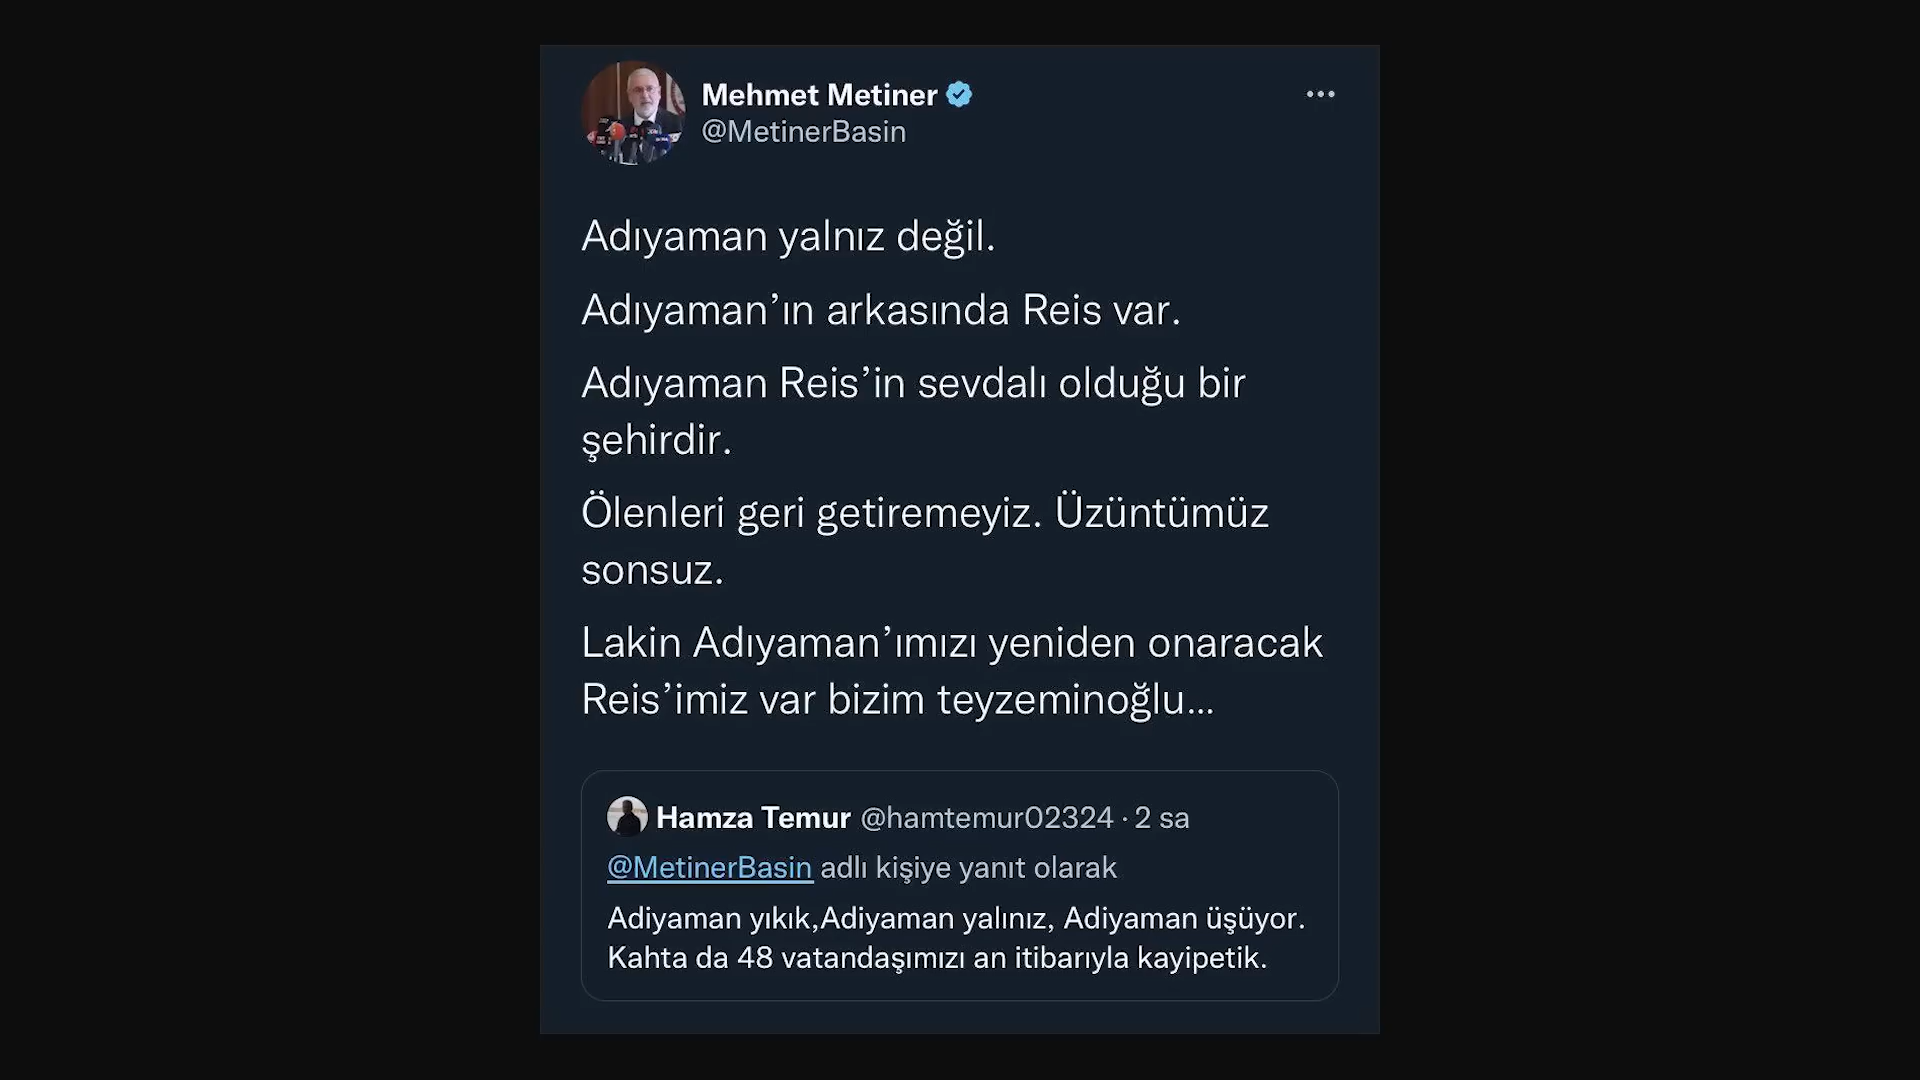 Mehmet Metiner
@MetinerBasin
Adıyaman yalnız değil.
Adıyaman’ın arkasında Reis var.
Adıyaman Reis’in sevdalı olduğu bir
şehirdir.
Ölenleri geri getiremeyiz. Üzüntümüz
sonsuz.
Lakin Adıyaman’ımızı yeniden onaracak
Reis’imiz var bizim teyzeminoğlu...
Hamza Temur @hamtemur02324 · 2 sa
@MetinerBasin adlı kişiye yanıt olarak
Adiyaman yıkık,Adiyaman yalınız, Adiyaman üşüyor.
Kahta da 48 vatandaşımızı an itibarıyla kayipetik.